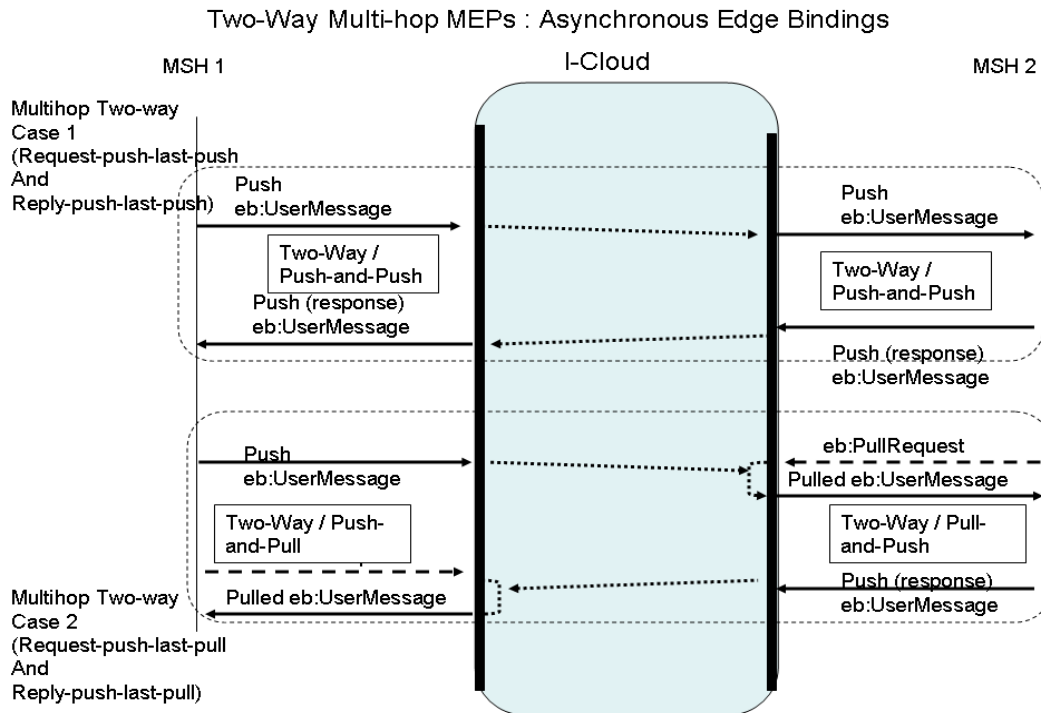 Two-Way Multi-hop MEPs : Asynchronous Edge Bindings
MSH 1
I-Cloud
MSH 2
Multihop Two-way
Case 1
(Request-push-last-push
And
Reply-push-last-push)
Push
eb:UserMessage
Two-Way /
Push-and-Push
Push (response)
eb:UserMessage
Push
eb:UserMessage
Two-Way /
Push-and-Push
Push (response)
eb:UserMessage
Push
eb:UserMessage
Two-Way / Push-
and-Pull
Pulled eb:UserMessage
eb:PullRequest
Pulled eb:UserMessage
Two-Way / Pull-
and-Push
Push (response)
eb:UserMessage
Multihop Two-way
Case 2
(Request-push-last-pull
And
Reply-push-last-pull)